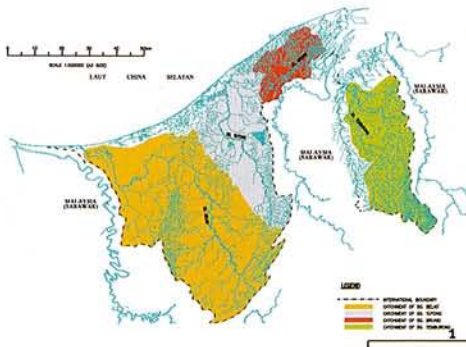 LAUT CHINA SELATAN
MALAYSIA
(SARAWAK)
MALAYSIA
(SARAWAK)
MALAYSIA
(SARAWAK)
LEGEND
INTERNATIONAL BOUNDARY
CATCHMENT OF SG. BELAIT
CATCHMENT OF SG. TUTONG
CATCHMENT OF SG. BRUNEI
CATCHMENT OF SG. TEMBURONG
1